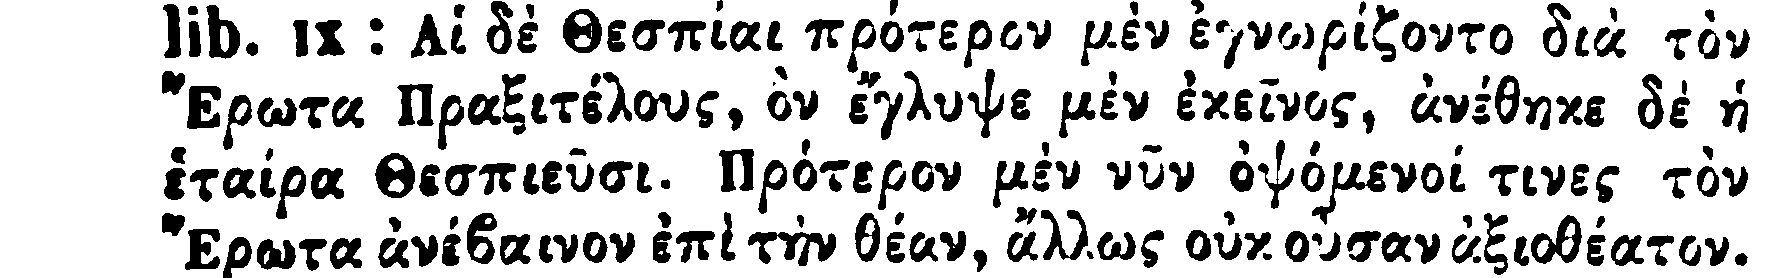 lib. IX : Αἱ δὲ Θεσπίαι πρότερον μὲν ἐγνωρίζοντο διὰ τὸν
Ἔρωτα Πραξιτέλους, ὃν ἔγλυψε μὲν ἐκεῖνος, ἀνέθηκε δὲ ἡ
ἑταίρα Θεσπιεῦσι. Πρότερον μὲν νῦν ὀψόμενοί τινες τὸν
Ἔρωτα ἀνέϐαινον ἐπὶ τὴν θέαν, ἄλλως οὐκ οὖσαν ἀξιοθέατον.